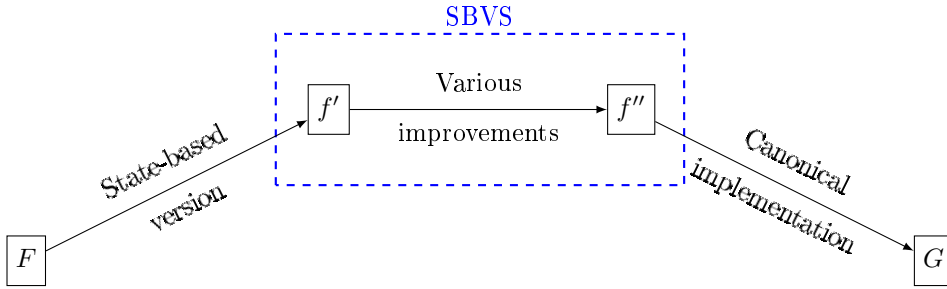 SBVS
Various
f′
f″
improvements
State-based
version
Canonical
implementation
F
G